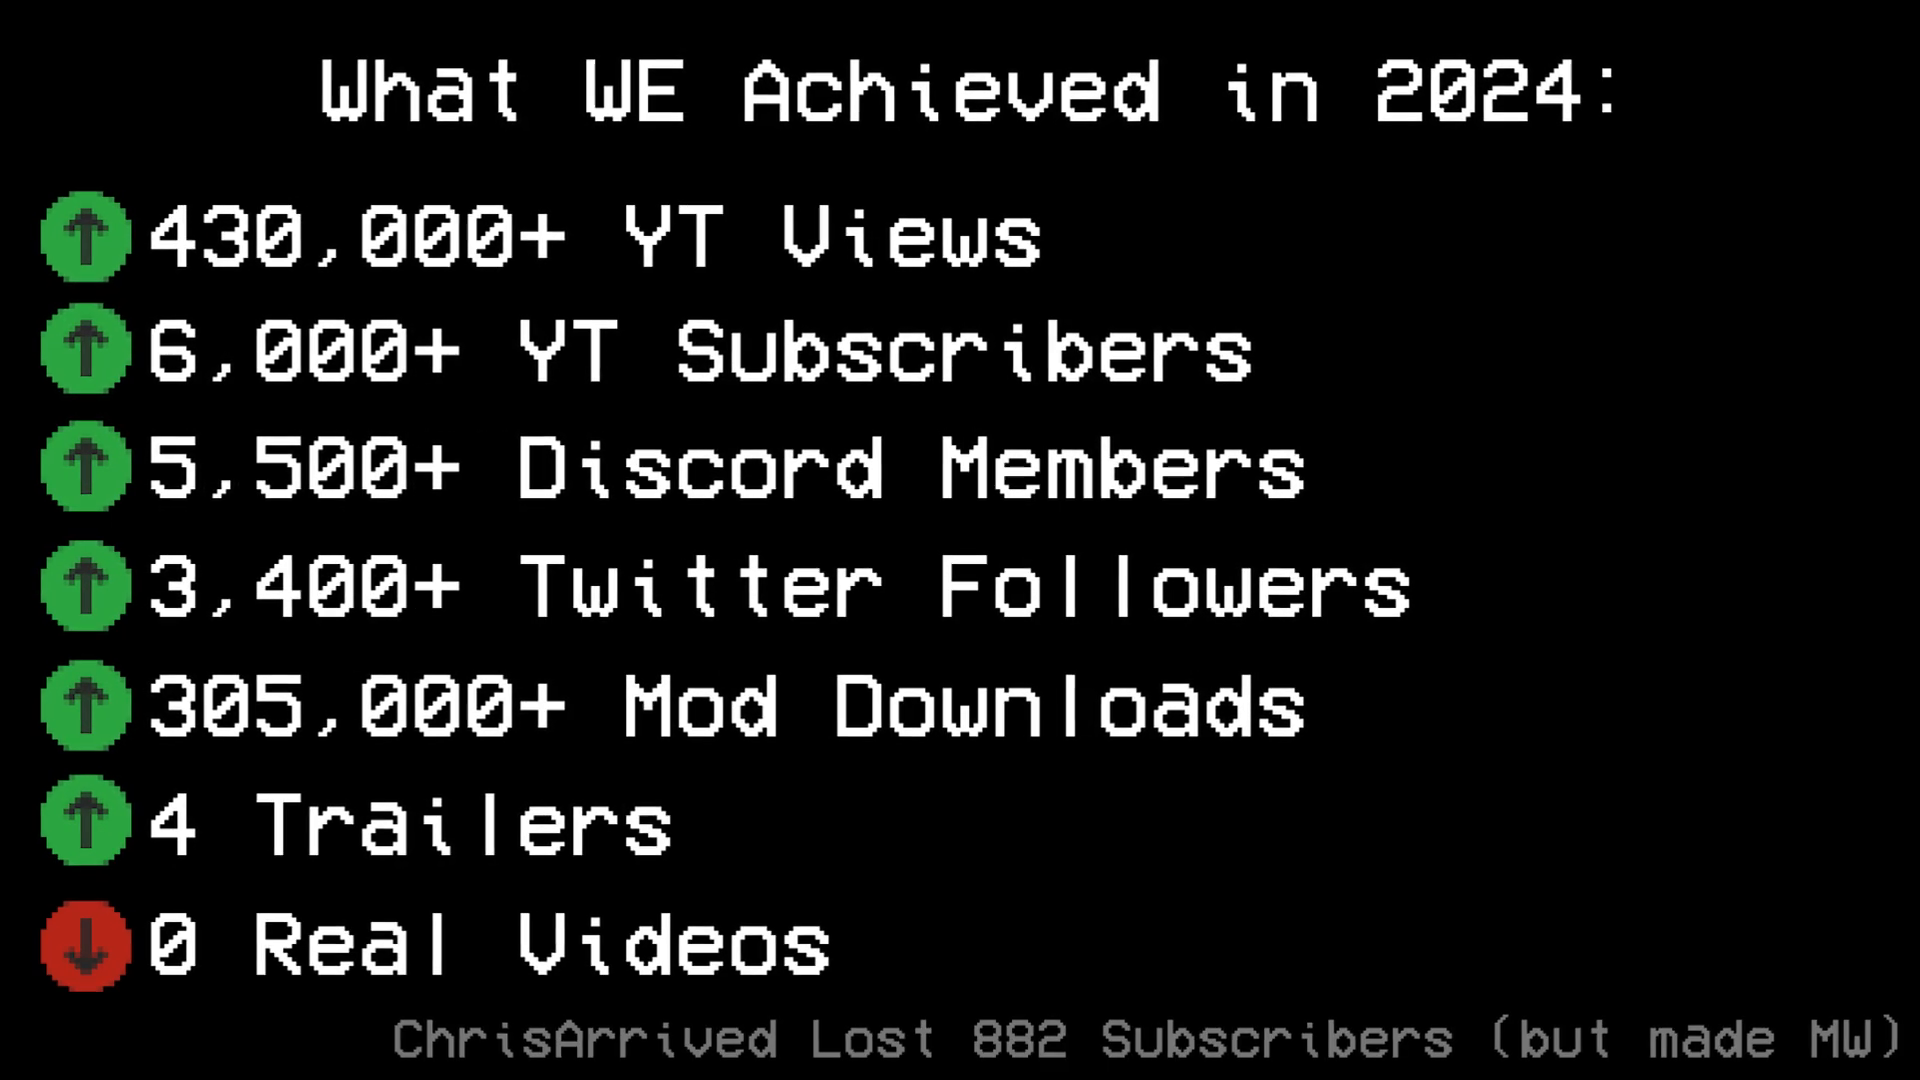 What WE Achieved in 2024:
430,000+ YT Views
6,000+ YT Subscribers
5,500+ Discord Members
3,400+ Twitter Followers
305,000+ Mod Downloads
4 Trailers
0 Real Videos
ChrisArrived Lost 882 Subscribers (but made MW)